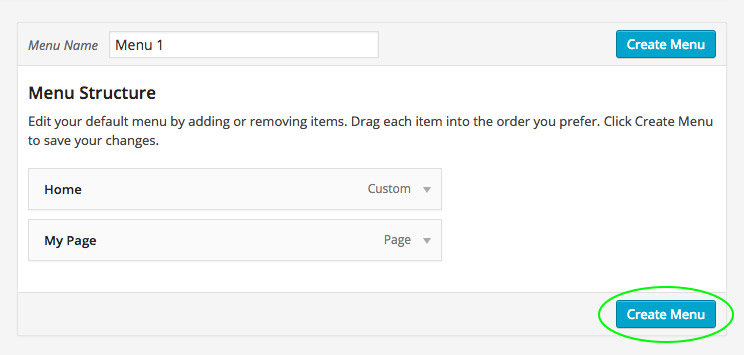 Menu Name Menu 1 Create Menu
Menu Structure
Edit your default menu by adding or removing items. Drag each item into the order you prefer. Click Create Menu
to save your changes.
Home Custom
My Page Page
Create Menu